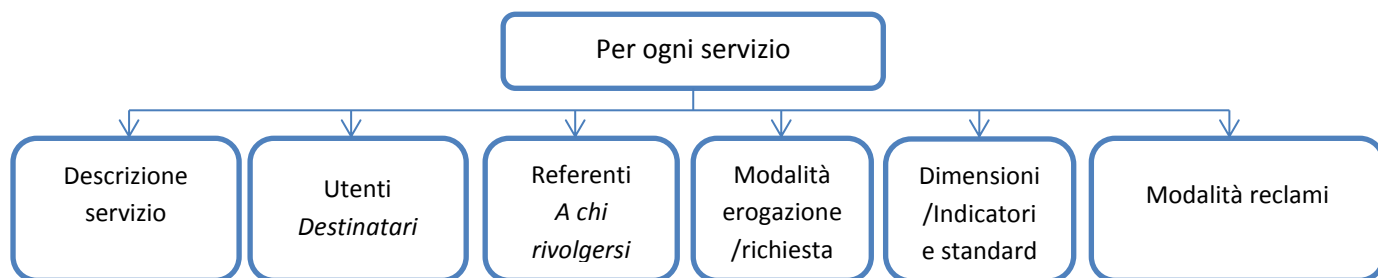 Per ogni servizio
Descrizione
servizio
Utenti
Destinatari
Referenti
A chi
rivolgersi
Modalità
erogazione
/richiesta
Dimensioni
/Indicatori
e standard
Modalità reclami